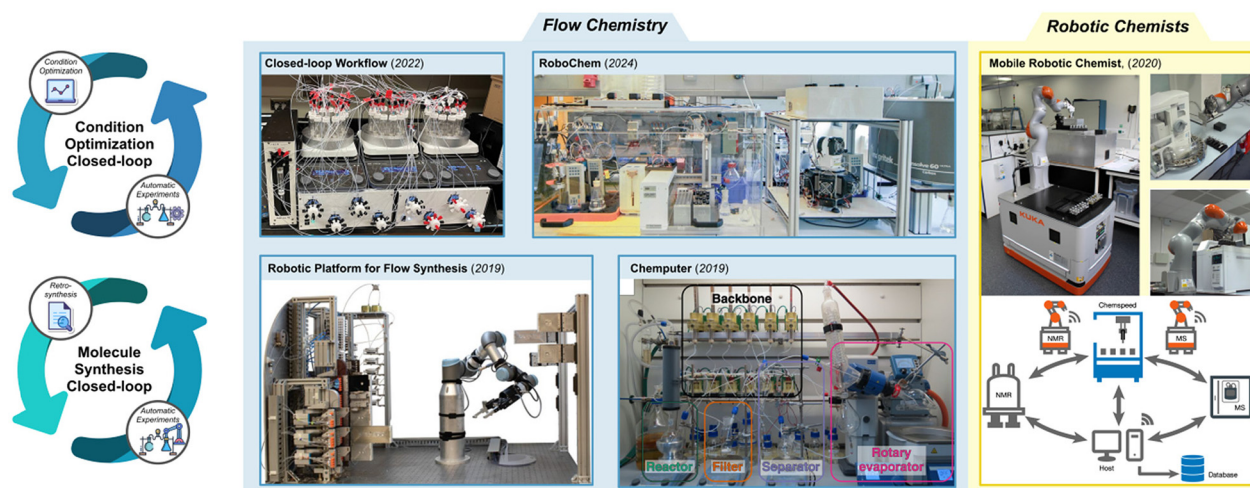 Flow Chemistry
Robotic Chemists
Condition
Optimization
Condition
Optimization
Closed-loop
Automatic
Experiments
Closed-loop Workflow (2022)
RoboChem (2024)
Mobile Robotic Chemist, (2020)
KUKA
Retro-
synthesis
Molecule
Synthesis
Closed-loop
Automatic
Experiments
Robotic Platform for Flow Synthesis (2019)
Chemputer (2019)
Backbone
Reactor
Filter
Separator
Rotary
evaporator
Chemspeed
NMR
MS
NMR
MS
Host
Database